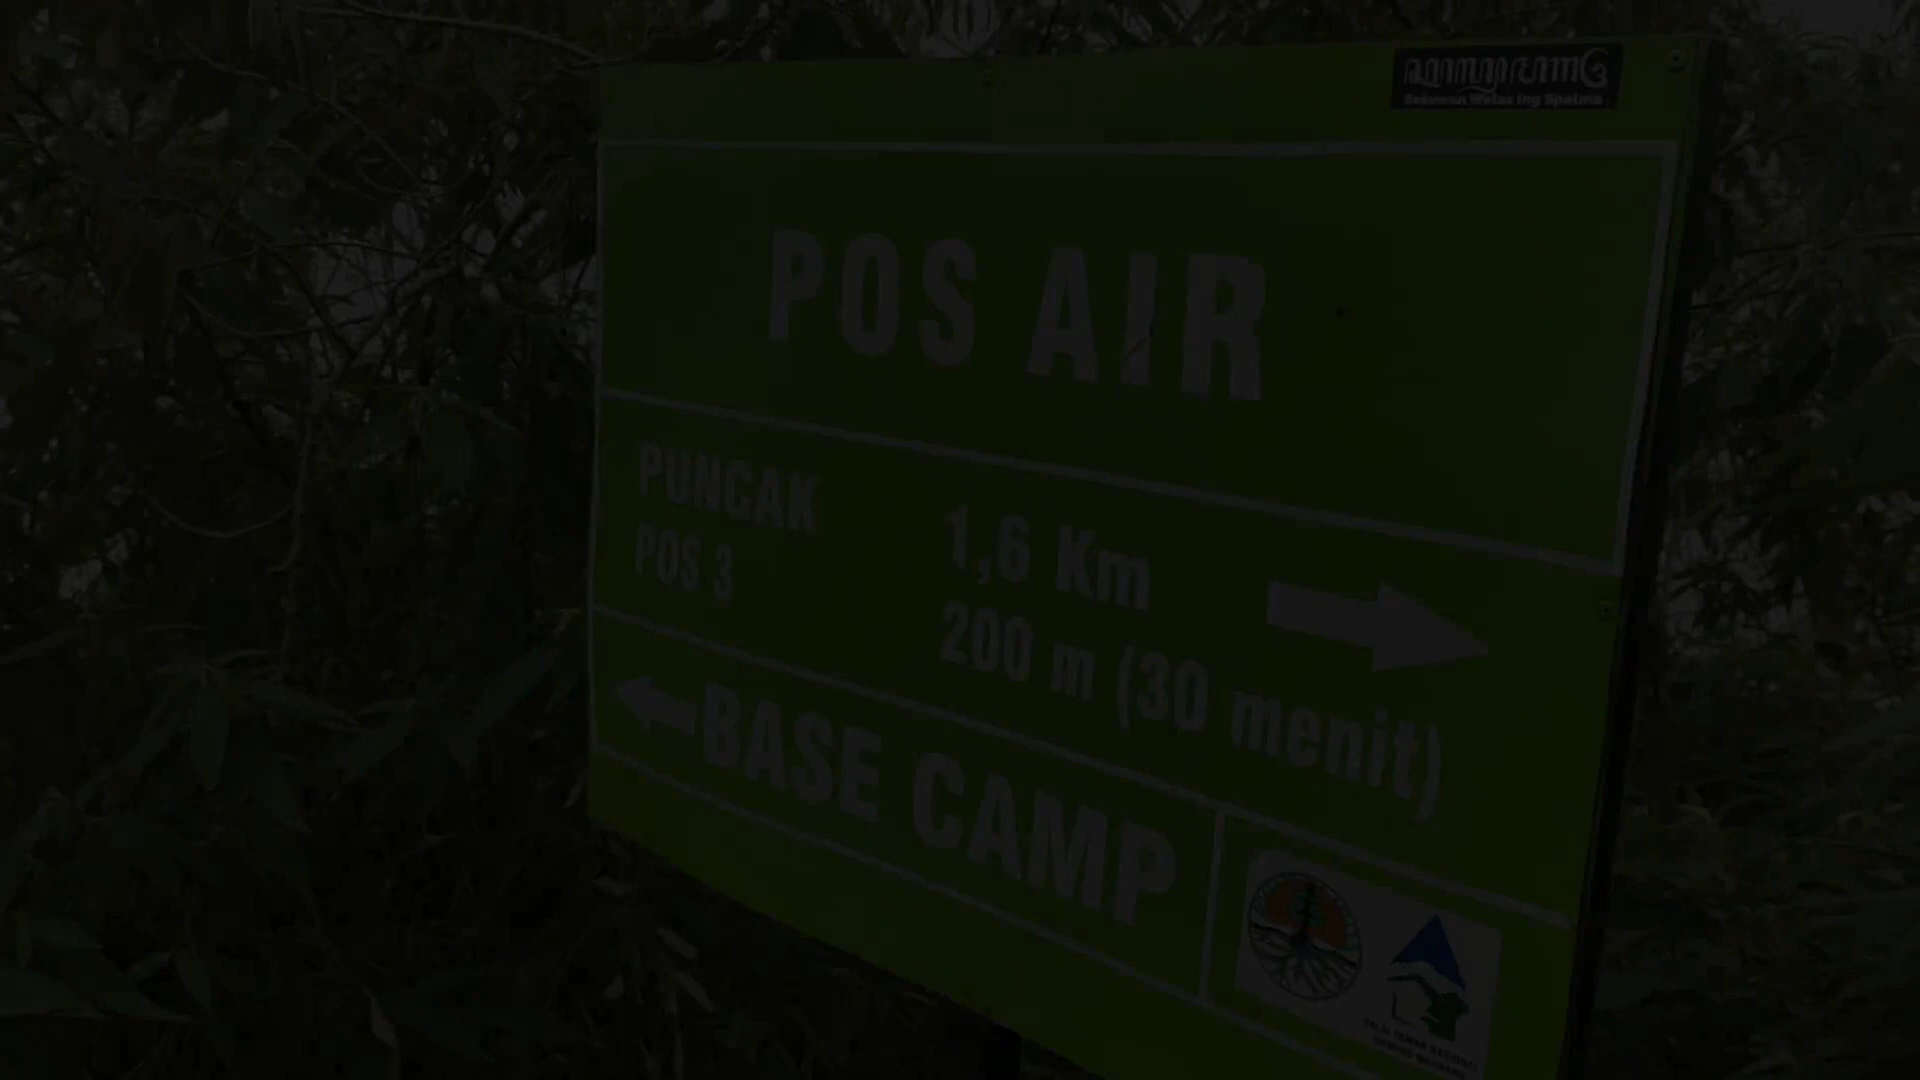 POS AIR
PUNCAK 1,6 Km
POS 3 200 m (30 menit)
BASE CAMP